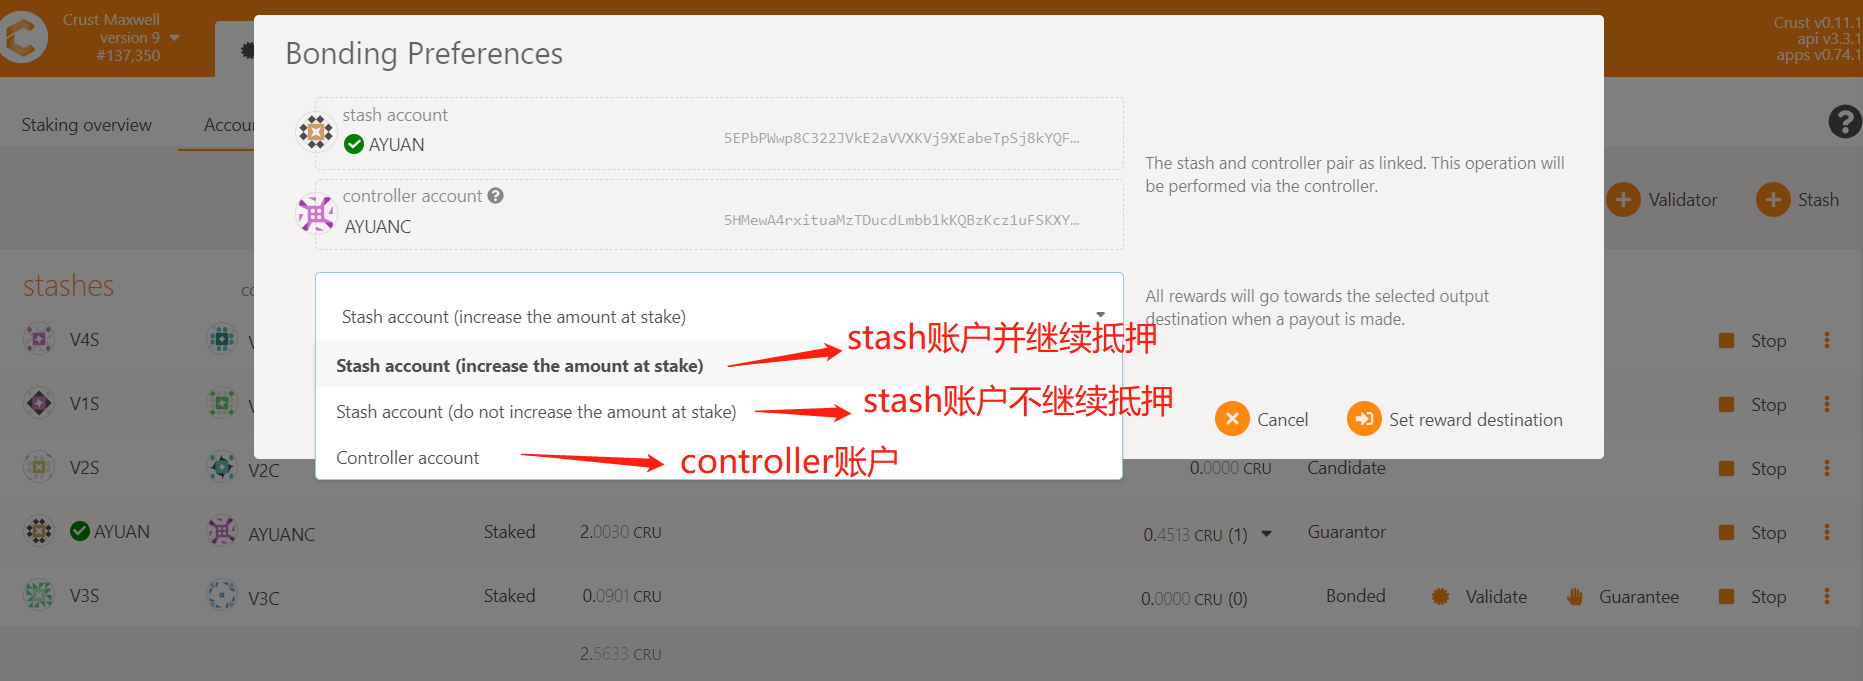 Crust Maxwell
version 9
#137,350
Crust v0.11.1
api v3.3.1
apps v0.74.1
Bonding Preferences
stash account
AYUAN
5EPbPWwp8C322JVkE2aVVXKVj9XEabeTpSj8kYQF…
controller account
AYUANC
5HMewA4rxituaMzTDucdLmbb1kKQBzKcz1uFSKXY…
The stash and controller pair as linked. This operation will
be performed via the controller.
Staking overview
Accou
Validator
Stash
Stash account (increase the amount at stake)
All rewards will go towards the selected output
destination when a payout is made.
Stash account (increase the amount at stake)
stash账户并继续抵押
Stash account (do not increase the amount at stake)
stash账户不继续抵押
Controller account
controller账户
Cancel
Set reward destination
stashes
co
V4S
V
Stop
V1S
V
Stop
V2S
V2C
0.0000 CRU
Candidate
Stop
AYUAN
AYUANC
Staked
2.0030 CRU
0.4513 CRU (1)
Guarantor
Stop
V3S
V3C
Staked
0.0901 CRU
0.0000 CRU (0)
Bonded
Validate
Guarantee
Stop
2.5633 CRU